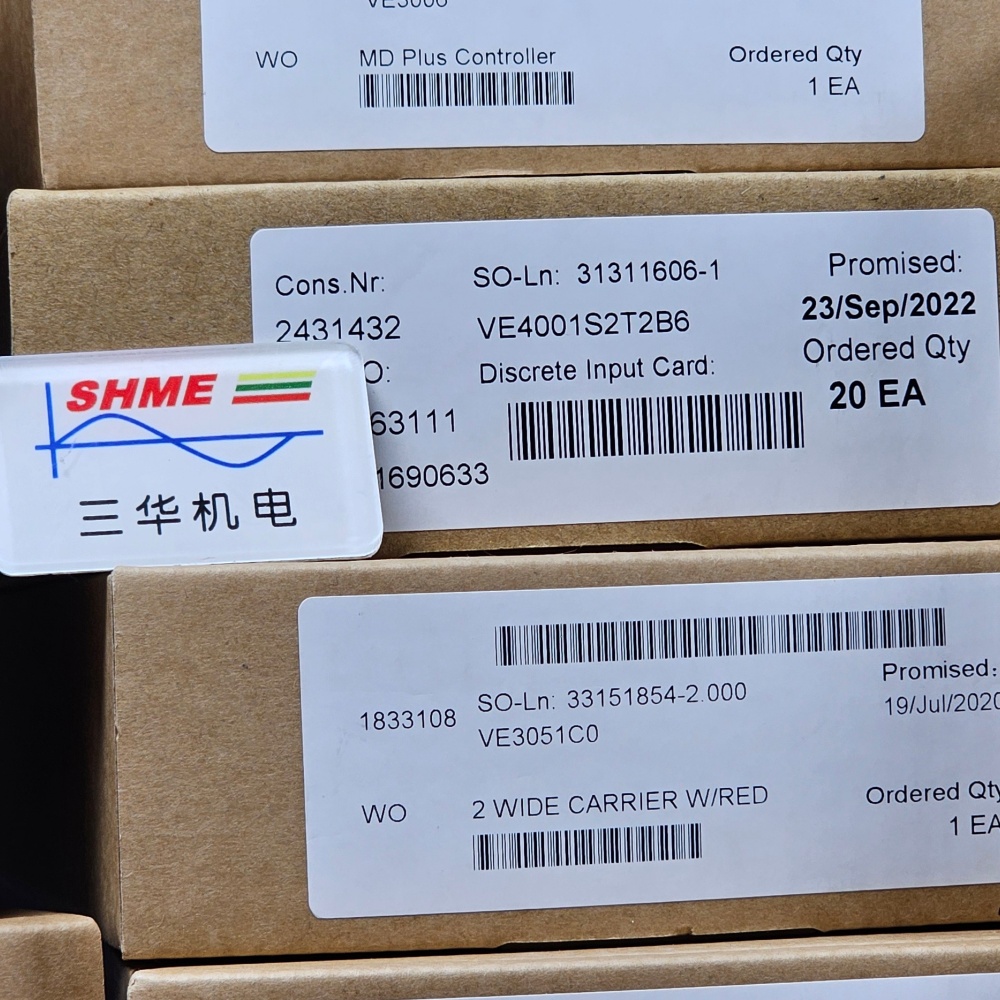 VE3006
WO
MD Plus Controller
Ordered Qty
1 EA
Cons.Nr:
2431432
SO-Ln: 31311606-1
VE4001S2T2B6
Discrete Input Card:
Promised:
23/Sep/2022
Ordered Qty
20 EA
O:
63111
1690633
SHME
三华机电
1833108
SO-Ln: 33151854-2.000
VE3051C0
Promised:
19/Jul/2020
WO
2 WIDE CARRIER W/RED
Ordered Qty
1 EA